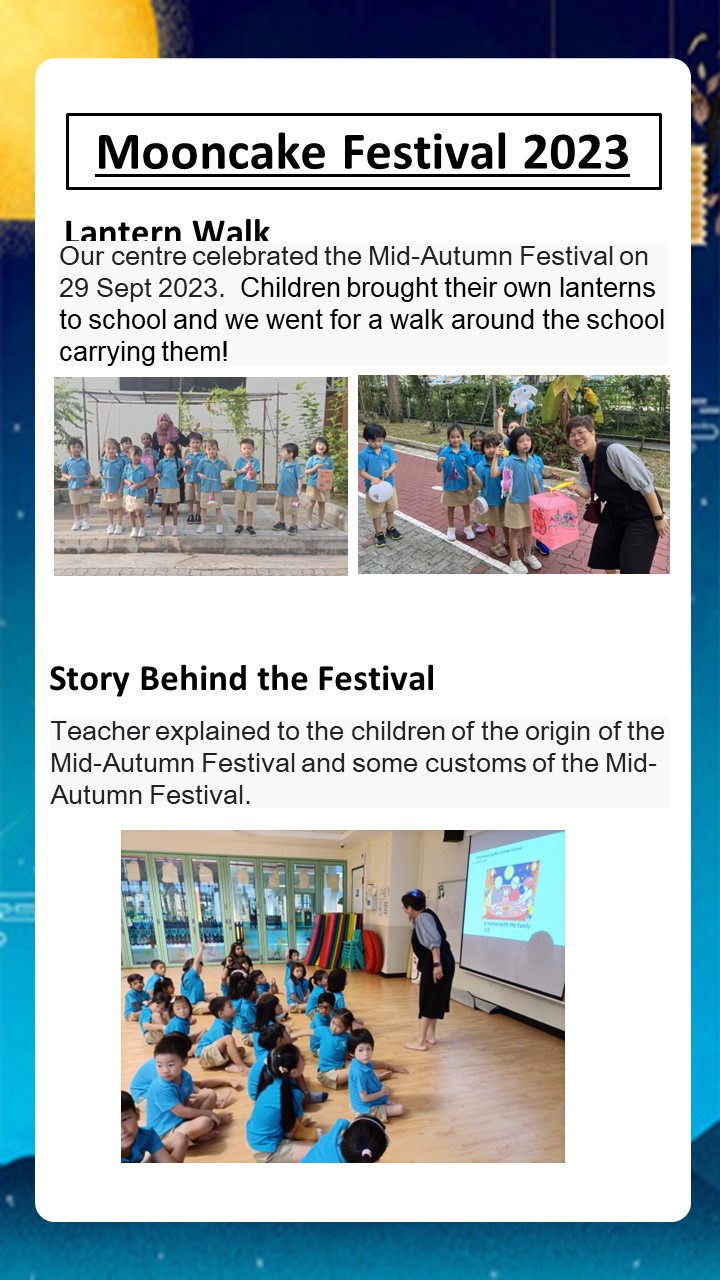 Mooncake Festival 2023
Lantern Walk
Our centre celebrated the Mid-Autumn Festival on
29 Sept 2023.  Children brought their own lanterns
to school and we went for a walk around the school
carrying them!
Story Behind the Festival
Teacher explained to the children of the origin of the
Mid-Autumn Festival and some customs of the Mid-
Autumn Festival.